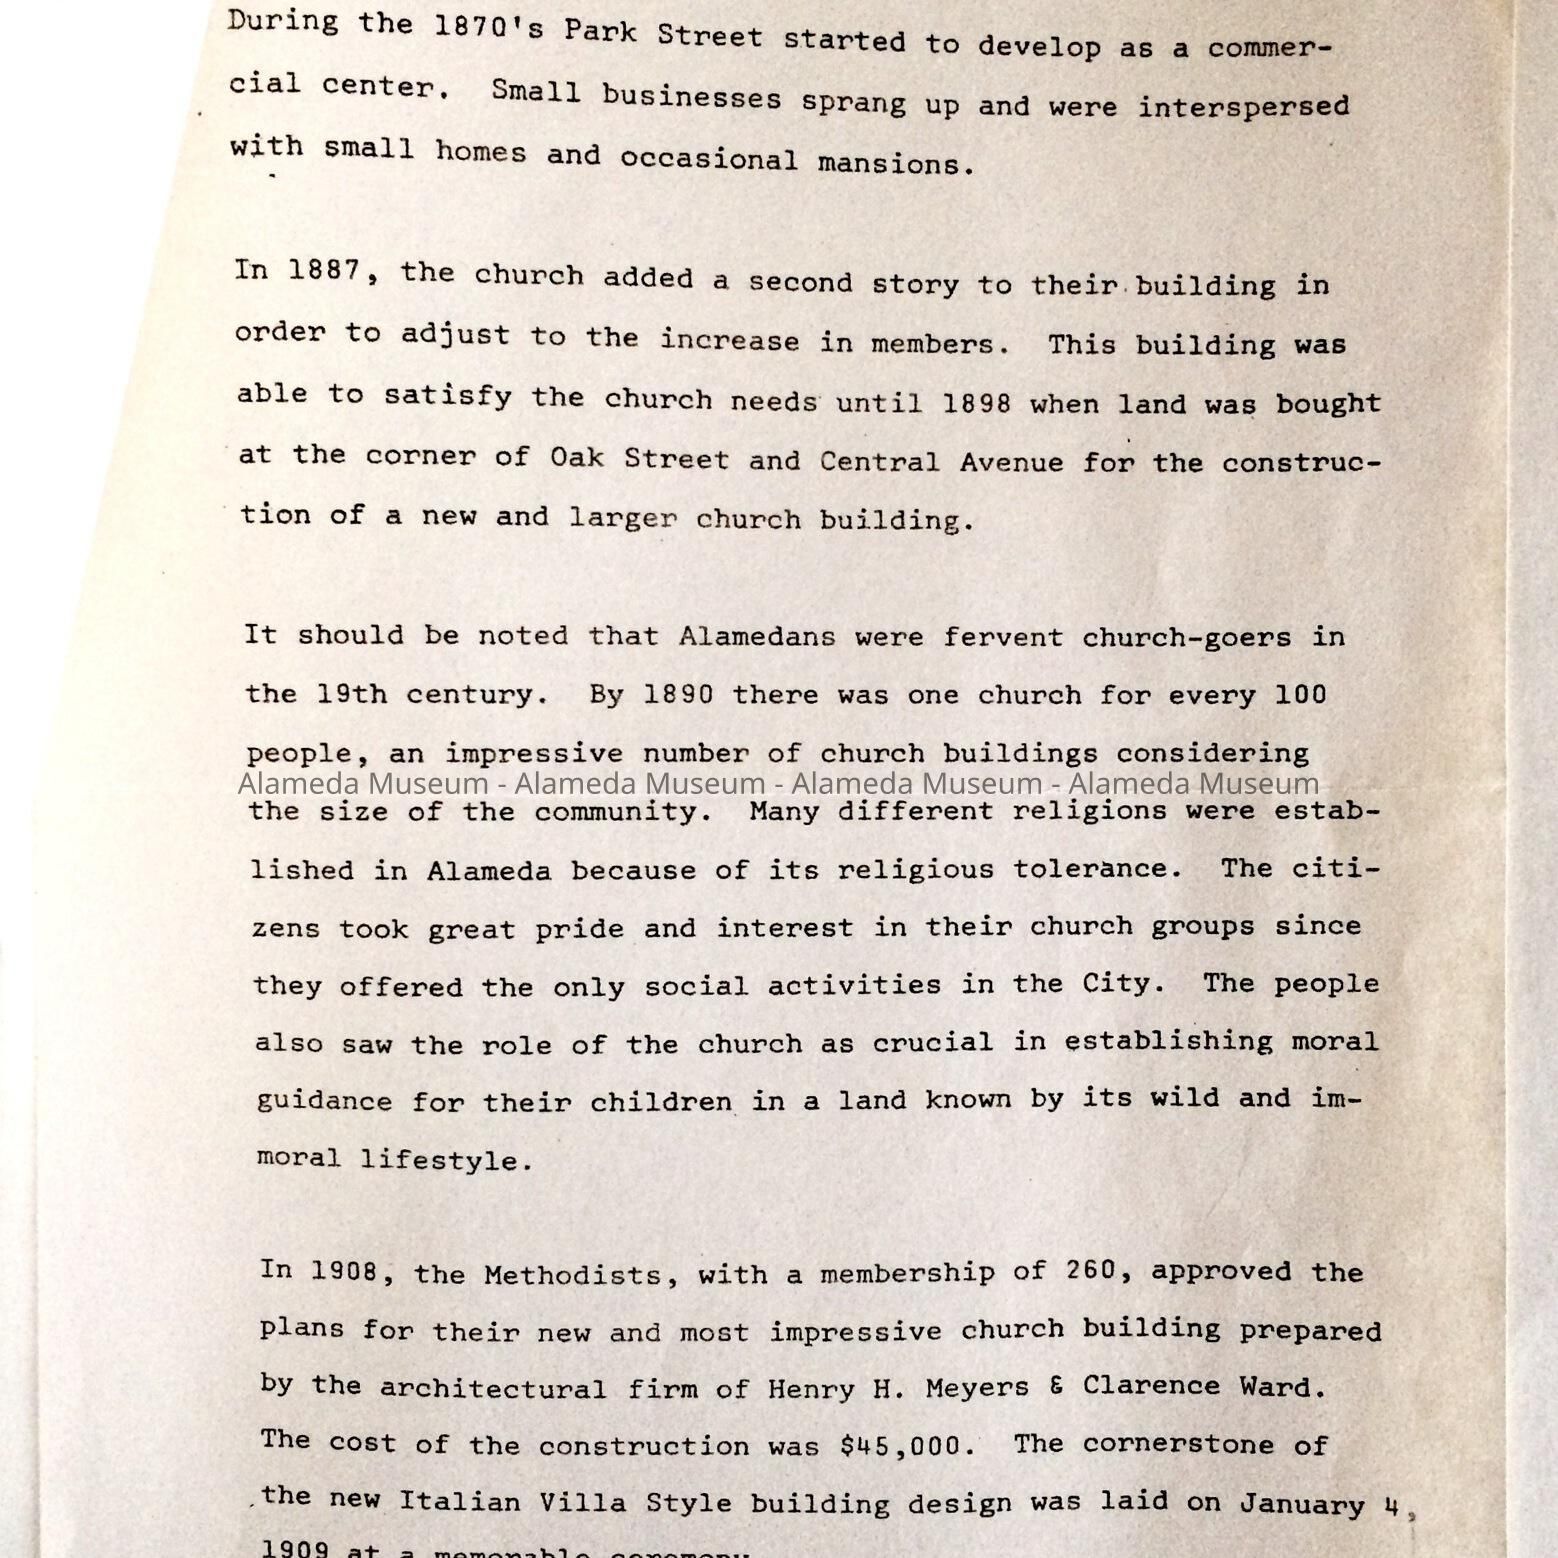 During the 1870's Park Street started to develop as a commer-
cial center. Small businesses sprang up and were interspersed
with small homes and occasional mansions.
In 1887, the church added a second story to their building in
order to adjust to the increase in members. This building was
able to satisfy the church needs until 1898 when land was bought
at the corner of Oak Street and Central Avenue for the construc-
tion of a new and larger church building.
It should be noted that Alamedans were fervent church-goers in
the 19th century. By 1890 there was one church for every 100
people, an impressive number of church buildings considering
Alameda Museum - Alameda Museum - Alameda Museum - Alameda Museum
the size of the community. Many different religions were estab-
lished in Alameda because of its religious tolerance. The citi-
zens took great pride and interest in their church groups since
they offered the only social activities in the City. The people
also saw the role of the church as crucial in establishing moral
guidance for their children in a land known by its wild and im-
moral lifestyle.
In 1908, the Methodists, with a membership of 260, approved the
plans for their new and most impressive church building prepared
by the architectural firm of Henry H. Meyers & Clarence Ward.
The cost of the construction was $45,000. The cornerstone of
the new Italian Villa Style building design was laid on January 4,
1909 at a memorable ceremony